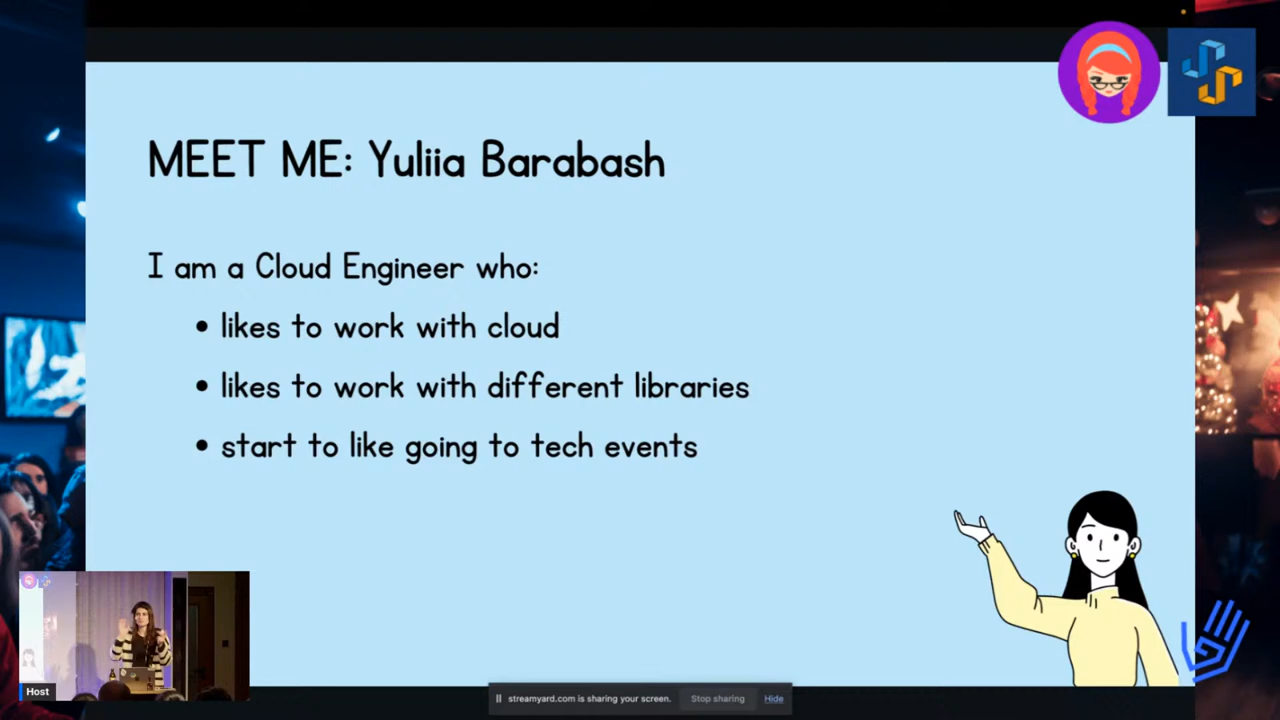 MEET ME: Yuliia Barabash
I am a Cloud Engineer who:
• likes to work with cloud
• likes to work with different libraries
• start to like going to tech events
Host
streamyard.com is sharing your screen.
Stop sharing
Hide